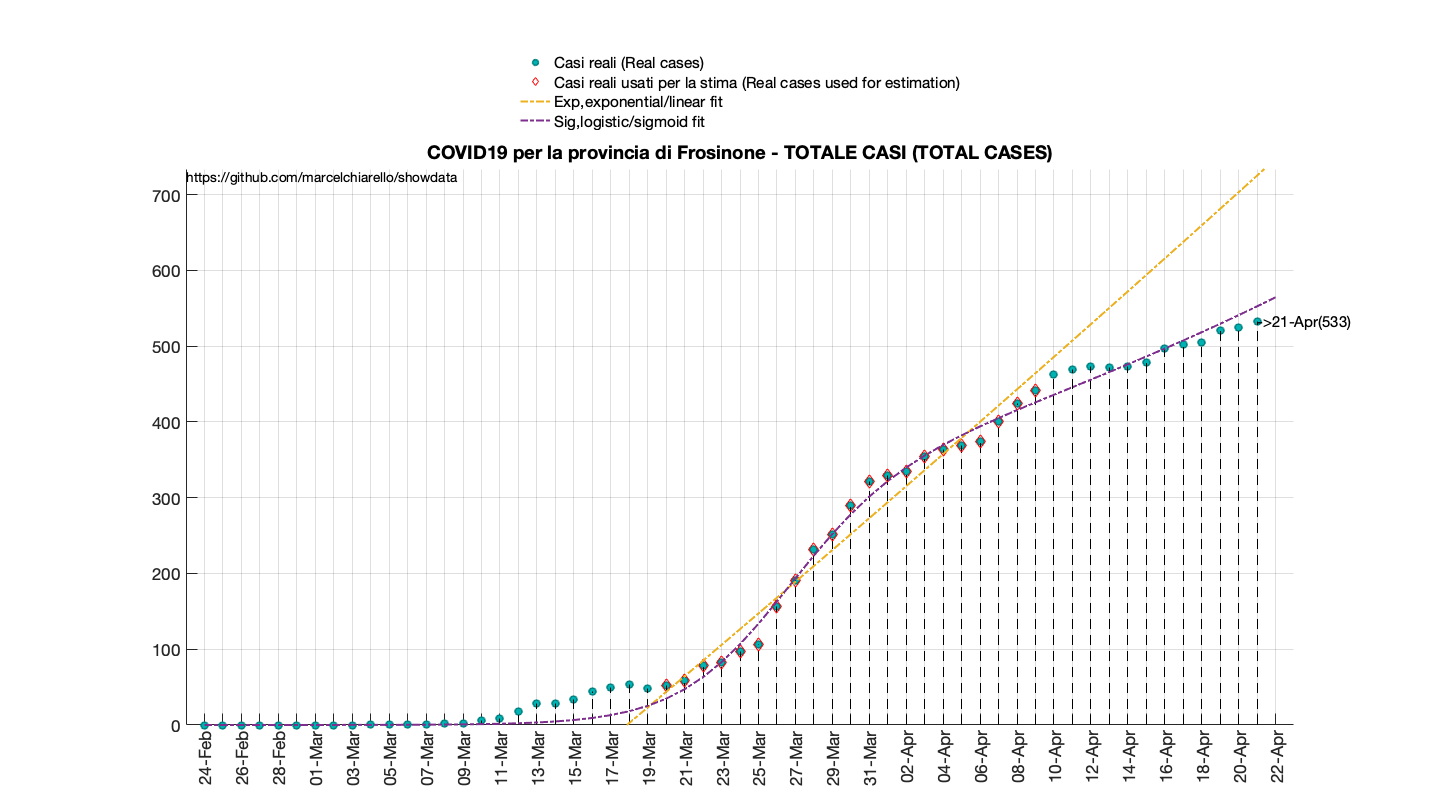 Casi reali (Real cases)
Casi reali usati per la stima (Real cases used for estimation)
Exp,exponential/linear fit
Sig,logistic/sigmoid fit
COVID19 per la provincia di Frosinone - TOTALE CASI (TOTAL CASES)
https://github.com/marcelchiarello/showdata
700
600
500
400
300
200
100
0
>21-Apr(533)
24-Feb
26-Feb
28-Feb
01-Mar
03-Mar
05-Mar
07-Mar
09-Mar
11-Mar
13-Mar
15-Mar
17-Mar
19-Mar
21-Mar
23-Mar
25-Mar
27-Mar
29-Mar
31-Mar
02-Apr
04-Apr
06-Apr
08-Apr
10-Apr
12-Apr
14-Apr
16-Apr
18-Apr
20-Apr
22-Apr